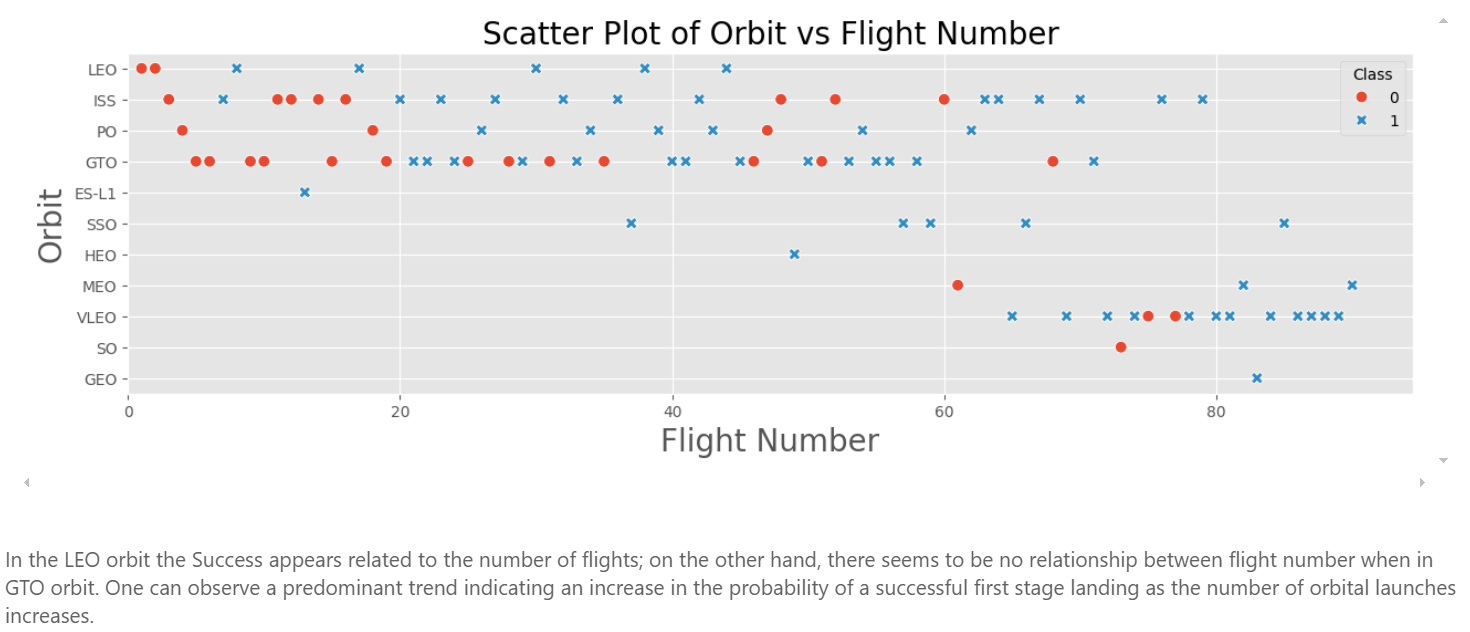 Scatter Plot of Orbit vs Flight Number
LEO
ISS
PO
GTO
ES-L1
SSO
HEO
MEO
VLEO
SO
GEO
Orbit
Class
0
1
0 20 40 60 80
Flight Number
In the LEO orbit the Success appears related to the number of flights; on the other hand, there seems to be no relationship between flight number when in
GTO orbit. One can observe a predominant trend indicating an increase in the probability of a successful first stage landing as the number of orbital launches
increases.